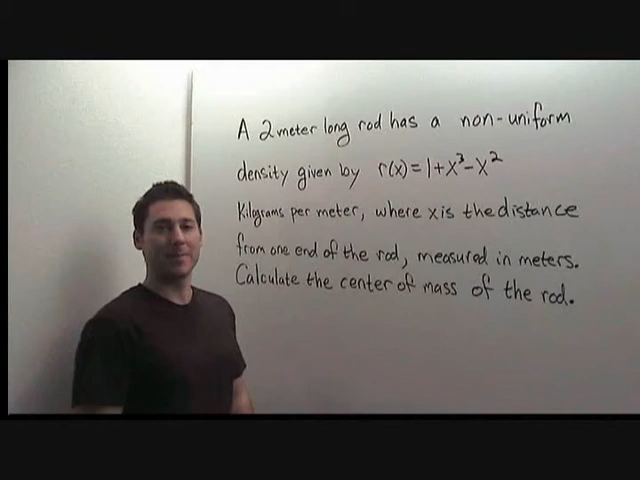 A 2 meter long rod has a non-uniform
density given by r(x)=1+x³-x²
Kilograms per meter, where x is the distance
from one end of the rod, measured in meters.
Calculate the center of mass of the rod.